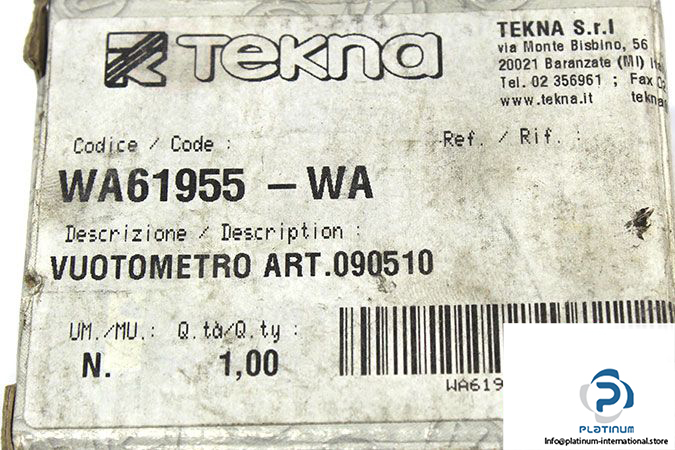 TEKNA
TEKNA S.r.l
via Monte Bisbino, 56
20021 Baranzate (MI)
Tel. 02 356961 ; Fax
www.tekna.it
Codice / Code :
Ref. / Rif. :
WA61955 – WA
Descrizione / Description :
VUOTOMETRO ART.090510
UM./MU.: Q.tà/Q.ty :
N. 1,00
WA619
PLATINUM
Info@platinum-international.store